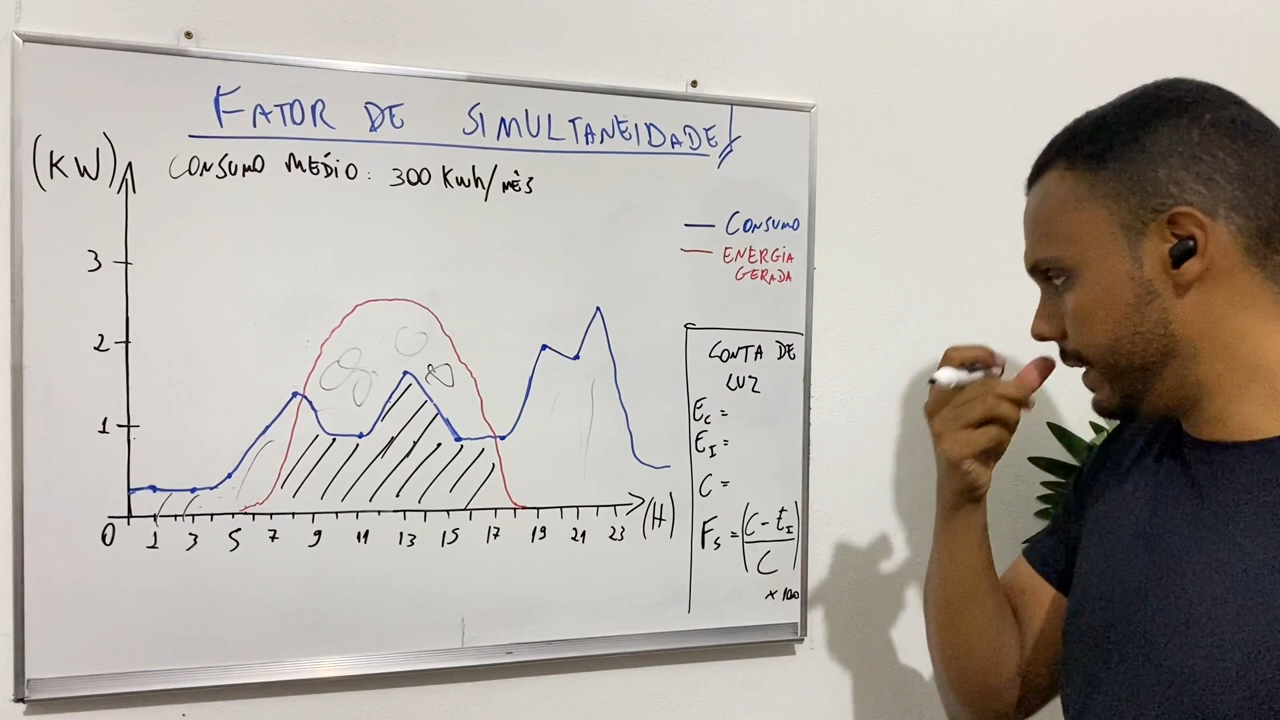 FATOR DE SIMULTANEIDADE!
(KW)
CONSUMO MEDIO: 300 KWh/MÊS
CONSUMO
ENERGIA
GERADA
3
2
1
0 1 3 5 7 9 11 13 15 17 19 21 23 (H)
CONTA DE
LUZ
Ec =
EI =
C =
Fs = (C - EI / C)
x 100